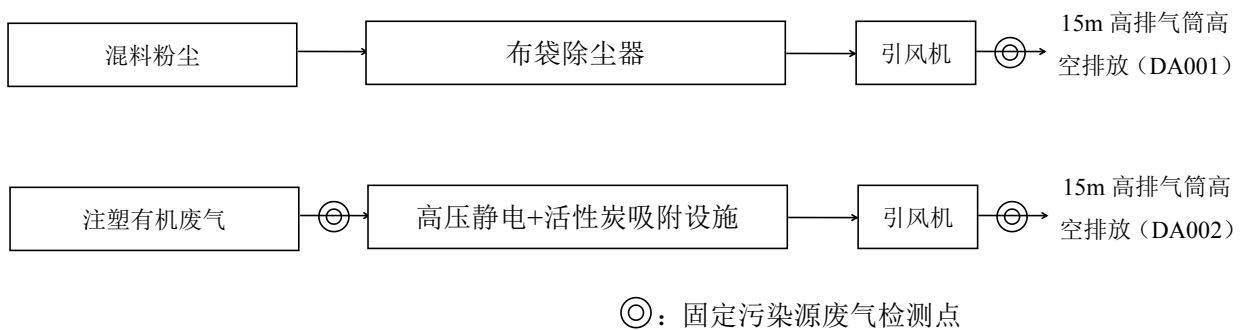 混料粉尘
布袋除尘器
引风机
15m 高排气筒高
空排放（DA001）
注塑有机废气
高压静电+活性炭吸附设施
引风机
15m 高排气筒高
空排放（DA002）
◎：固定污染源废气检测点